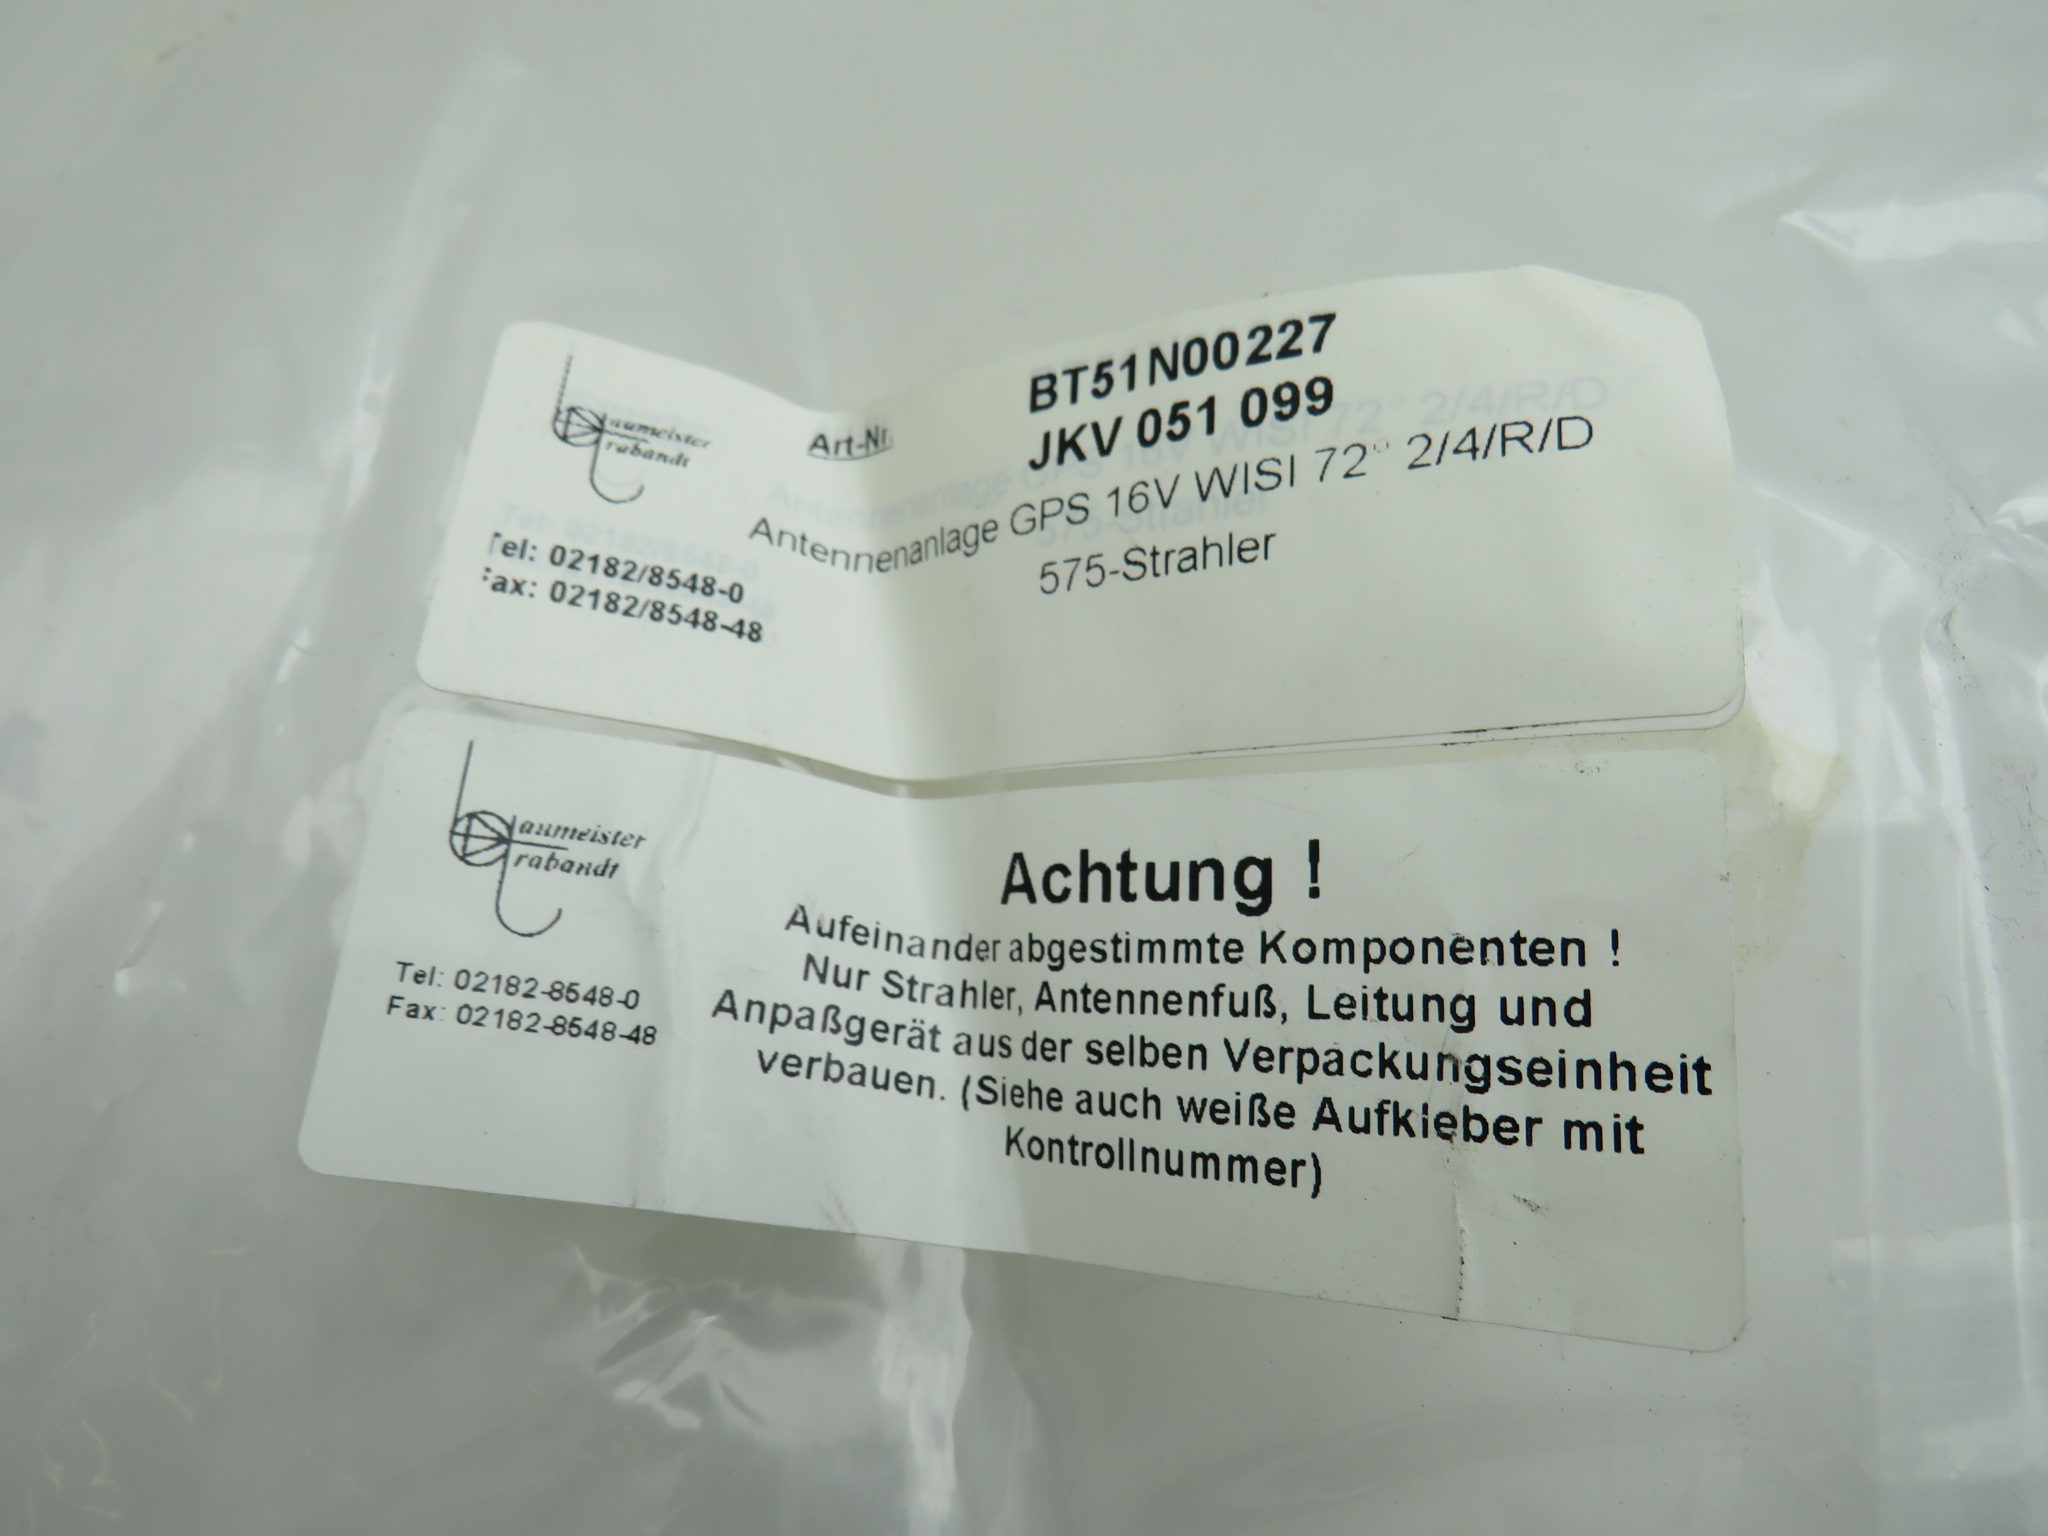 aumeister
rabandt
Tel: 02182/8548-0
Fax: 02182/8548-48
Art-Nr.
BT51N00227
JKV 051 099
Antennenanlage GPS 16V WISI 72° 2/4/R/D
575-Strahler
aumeister
rabandt
Tel: 02182-8548-0
Fax: 02182-8548-48
Achtung !
Aufeinander abgestimmte Komponenten !
Nur Strahler, Antennenfuß, Leitung und
Anpaßgerät aus der selben Verpackungseinheit
verbauen. (Siehe auch weiße Aufkleber mit
Kontrollnummer)